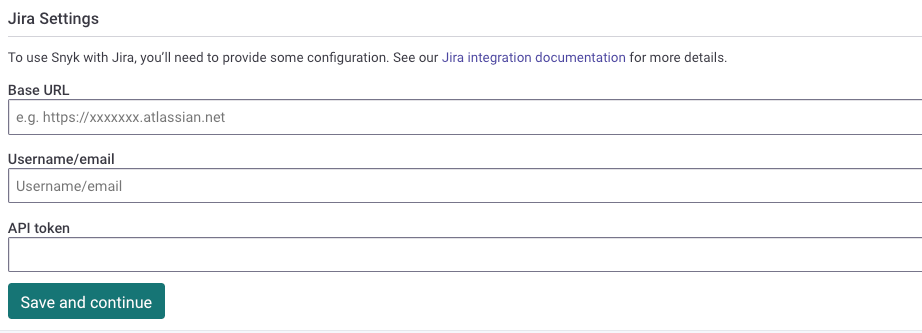 Jira Settings
To use Snyk with Jira, you’ll need to provide some configuration. See our Jira integration documentation for more details.
Base URL
e.g. https://xxxxxxx.atlassian.net
Username/email
Username/email
API token
Save and continue